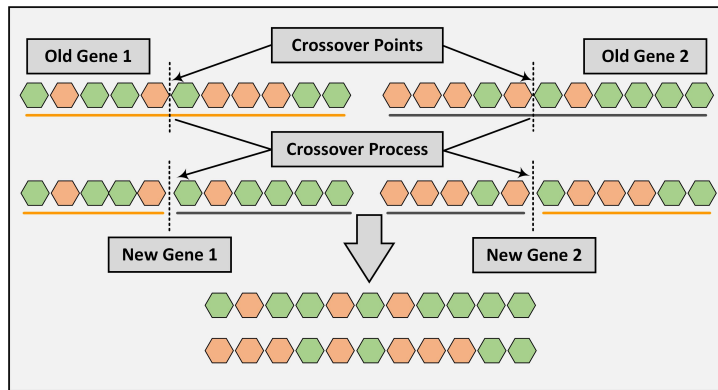 Crossover Points
Old Gene 1
Old Gene 2
Crossover Process
New Gene 1
New Gene 2